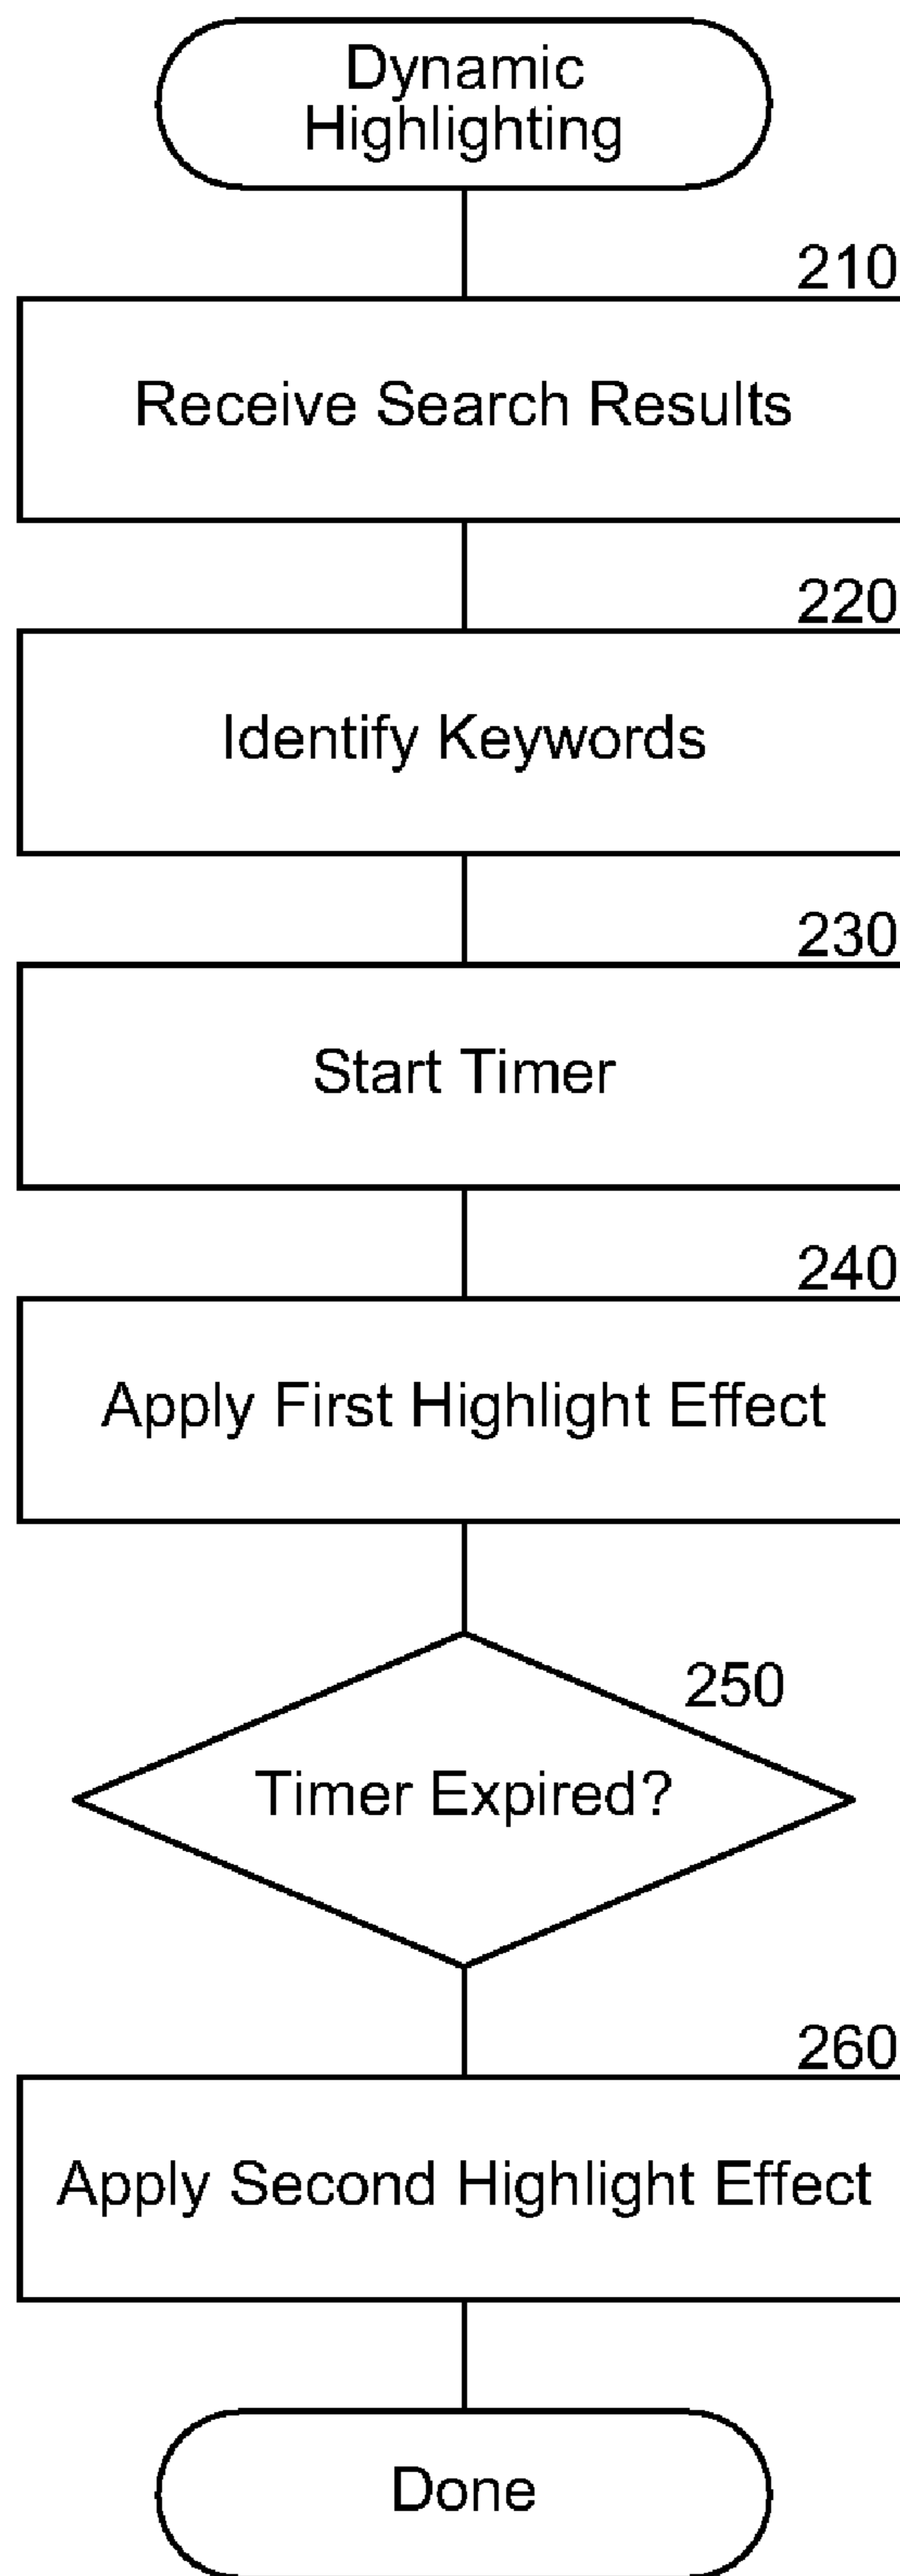 Dynamic
Highlighting
210
Receive Search Results
220
Identify Keywords
230
Start Timer
240
Apply First Highlight Effect
250
Timer Expired?
260
Apply Second Highlight Effect
Done